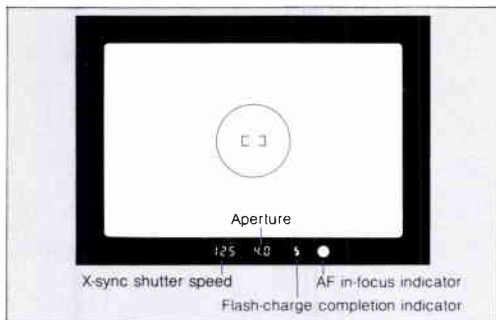 Aperture
125 4.0
X-sync shutter speed AF in-focus indicator
Flash-charge completion indicator